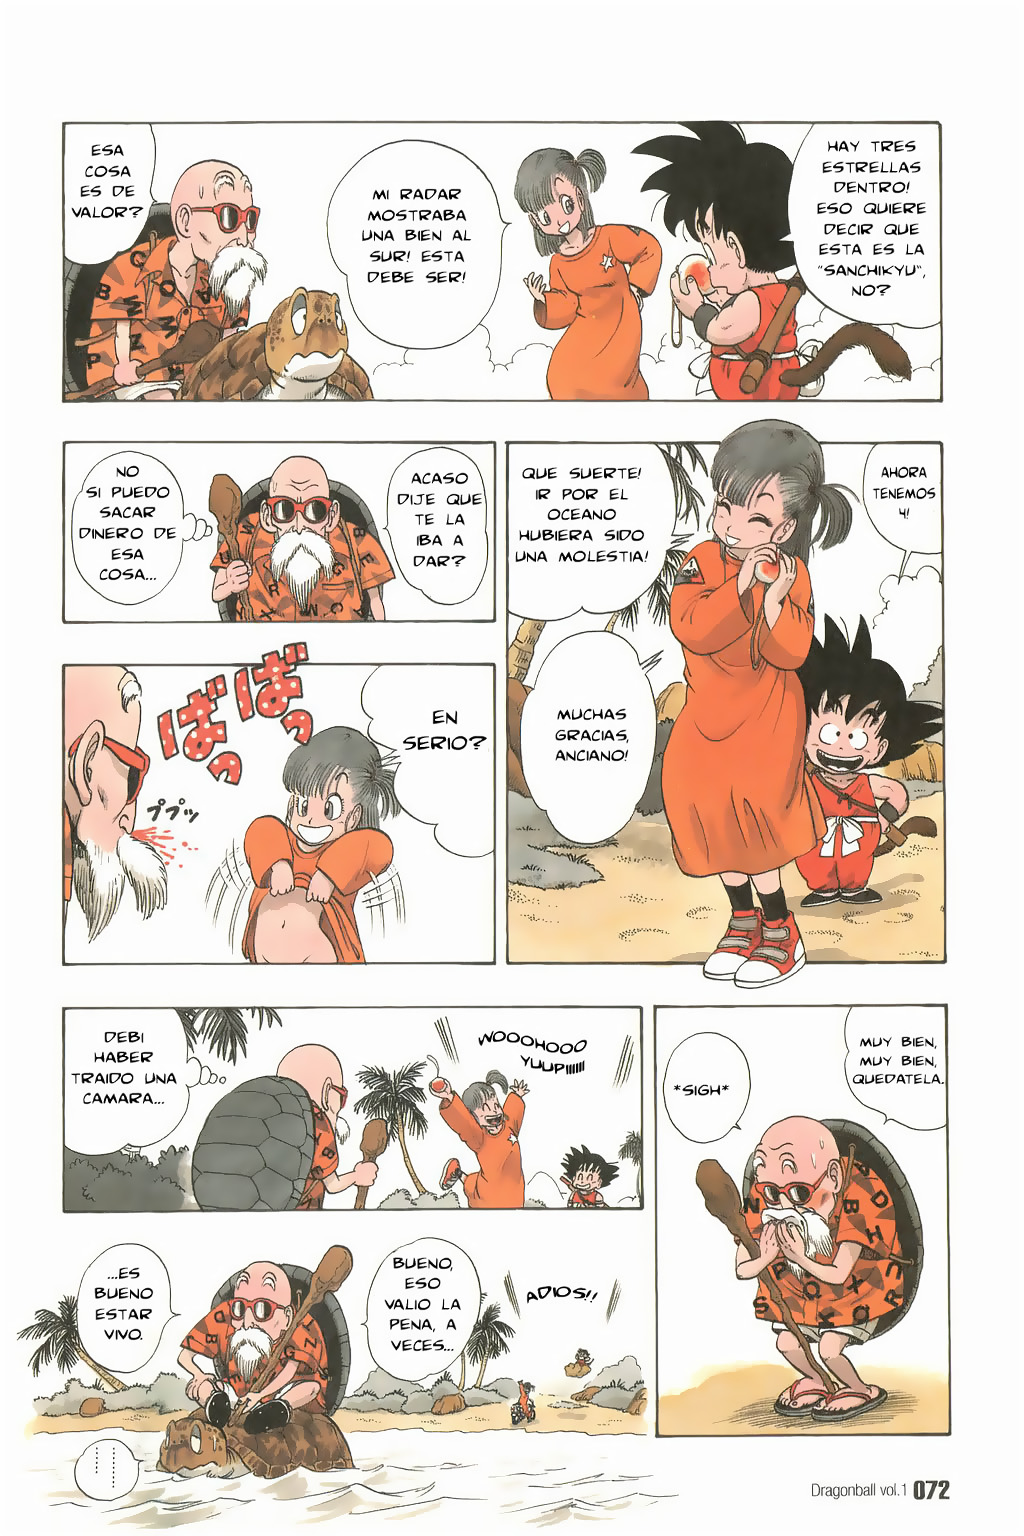 ESA
COSA
ES DE
VALOR?
MI RADAR
MOSTRABA
UNA BIEN AL
SUR! ESTA
DEBE SER!
HAY TRES
ESTRELLAS
DENTRO!
ESO QUIERE
DECIR QUE
ESTA ES LA
"SANCHIKYU",
NO?
NO
SI PUEDO
SACAR
DINERO DE
ESA
COSA...
ACASO
DIJE QUE
TE LA
IBA A
DAR?
QUE SUERTE!
IR POR EL
OCEANO
HUBIERA SIDO
UNA MOLESTIA!
AHORA
TENEMOS
4!
MUCHAS
GRACIAS,
ANCIANO!
ばっ
ばっ
ププッ
EN
SERIO?
DEBI
HABER
TRAIDO UNA
CAMARA...
WOOOHOOO
YUUP!!!!!!
*SIGH*
MUY BIEN,
MUY BIEN,
QUEDATELA.
...ES
BUENO
ESTAR
VIVO.
BUENO,
ESO
VALIO LA
PENA, A
VECES...
ADIOS!!
Dragonball vol.1 072